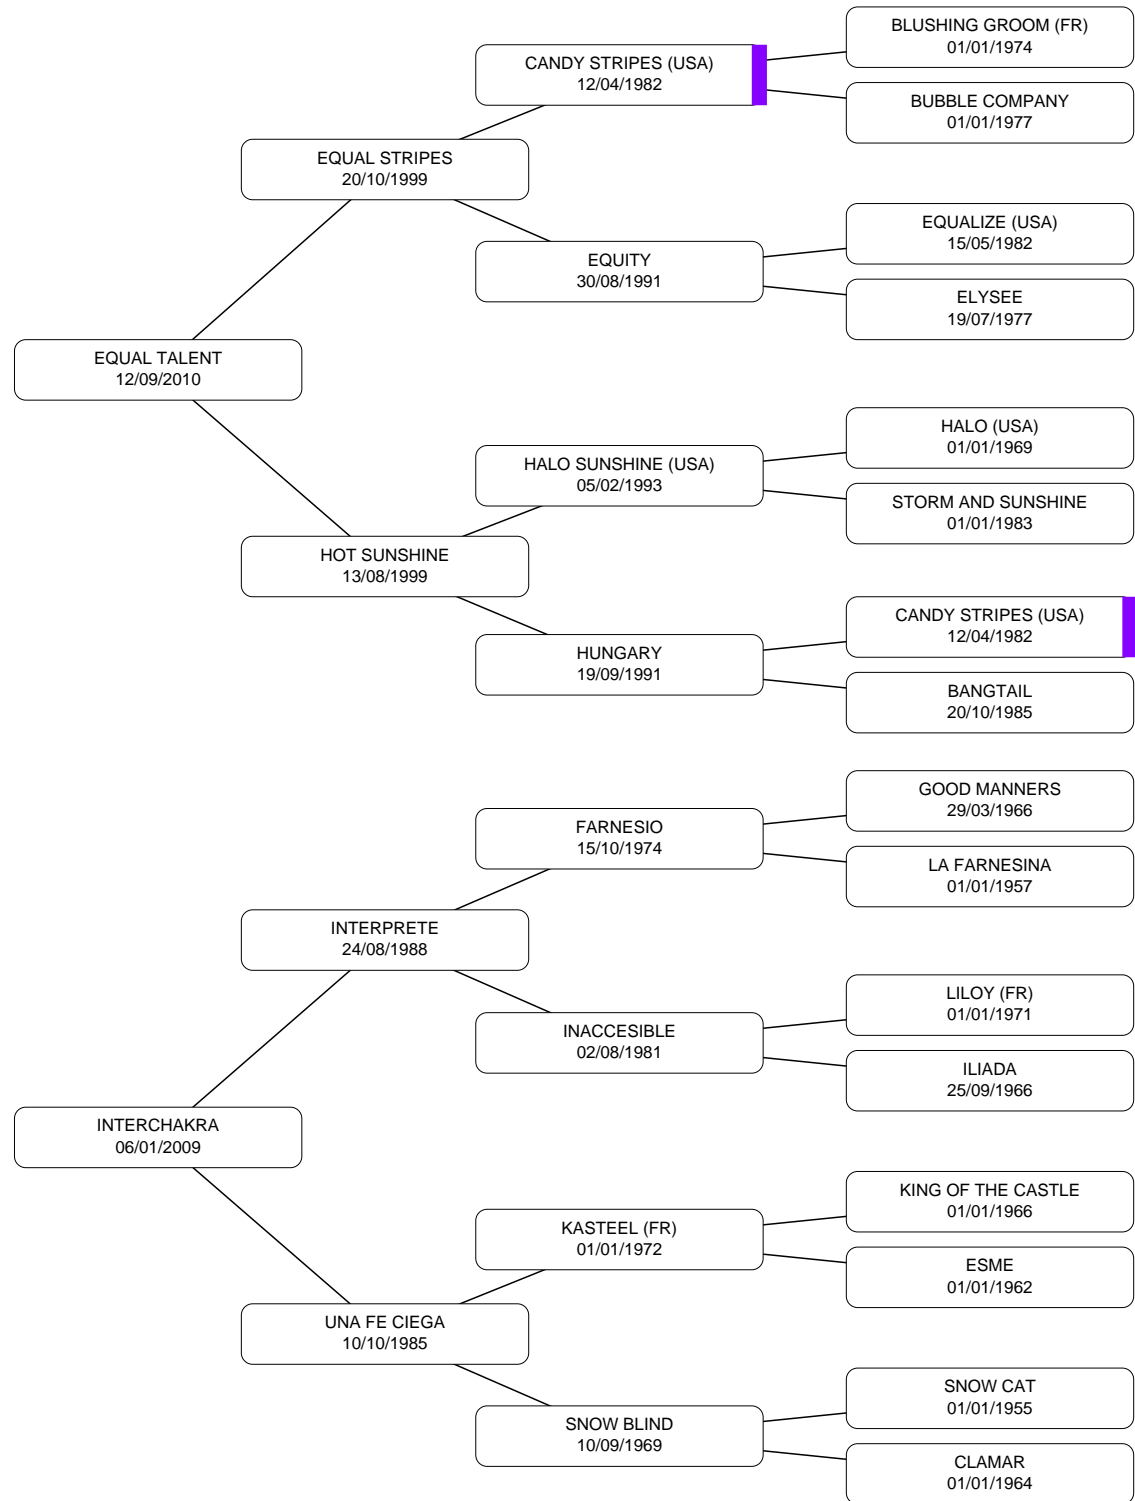 BLUSHING GROOM (FR)
01/01/1974
CANDY STRIPES (USA)
12/04/1982
BUBBLE COMPANY
01/01/1977
EQUAL STRIPES
20/10/1999
EQUALIZE (USA)
15/05/1982
EQUITY
30/08/1991
ELYSEE
19/07/1977
EQUAL TALENT
12/09/2010
HALO (USA)
01/01/1969
HALO SUNSHINE (USA)
05/02/1993
STORM AND SUNSHINE
01/01/1983
HOT SUNSHINE
13/08/1999
CANDY STRIPES (USA)
12/04/1982
HUNGARY
19/09/1991
BANGTAIL
20/10/1985
GOOD MANNERS
29/03/1966
FARNESIO
15/10/1974
LA FARNESINA
01/01/1957
INTERPRETE
24/08/1988
LILOY (FR)
01/01/1971
INACCESIBLE
02/08/1981
ILIADA
25/09/1966
INTERCHAKRA
06/01/2009
KING OF THE CASTLE
01/01/1966
KASTEEL (FR)
01/01/1972
ESME
01/01/1962
UNA FE CIEGA
10/10/1985
SNOW CAT
01/01/1955
SNOW BLIND
10/09/1969
CLAMAR
01/01/1964